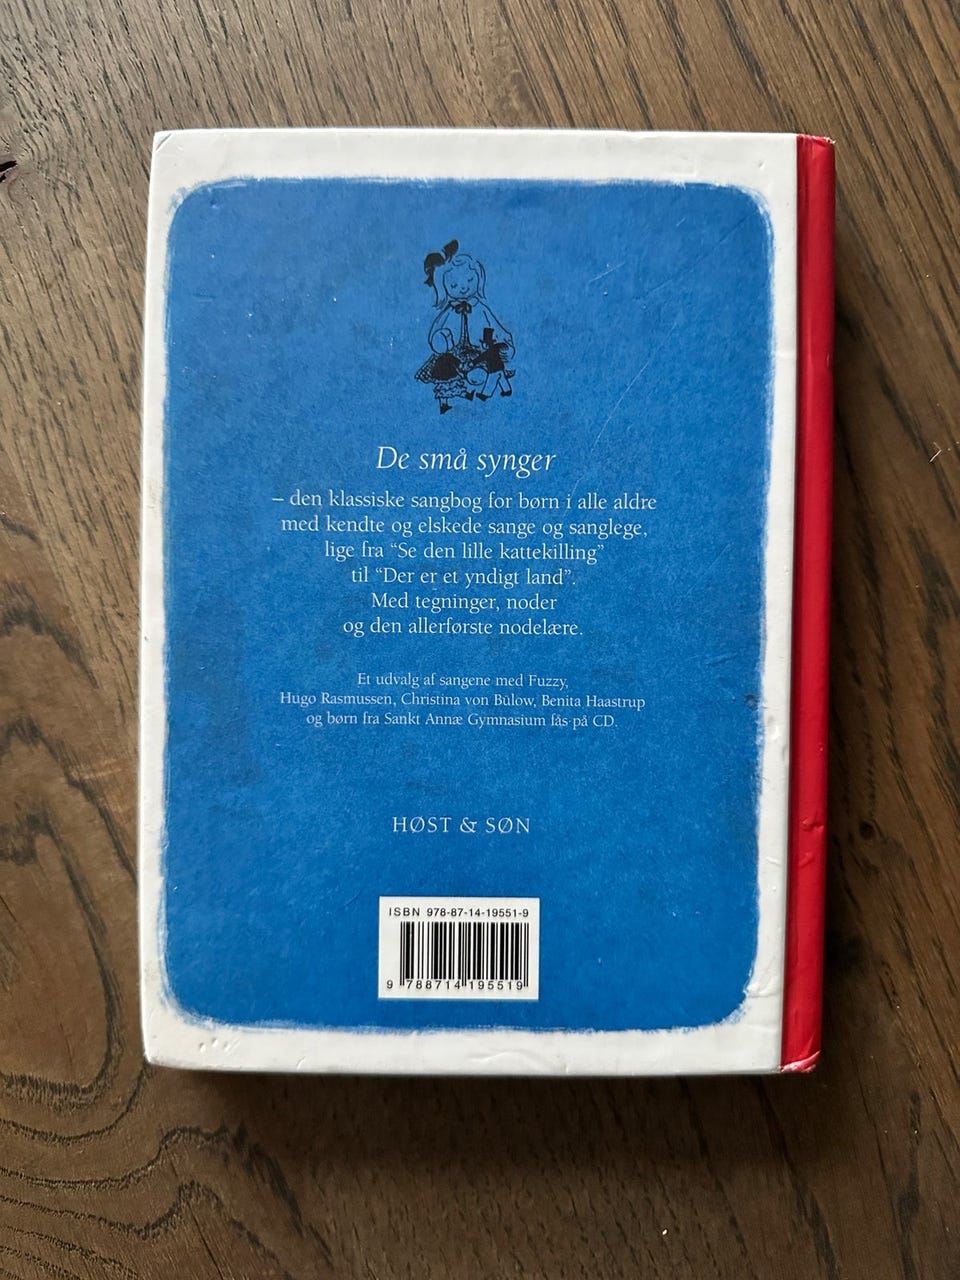 De små synger
– den klassiske sangbog for børn i alle aldre
med kendte og elskede sange og sanglege,
lige fra "Se den lille kattekilling"
til "Der er et yndigt land".
Med tegninger, noder
og den allerførste nodelære.
Et udvalg af sangene med Fuzzy,
Hugo Rasmussen, Christina von Bülow, Benita Haastrup
og børn fra Sankt Annæ Gymnasium fås på CD.
HØST & SØN
ISBN 978-87-14-19551-9
9 788714 195519